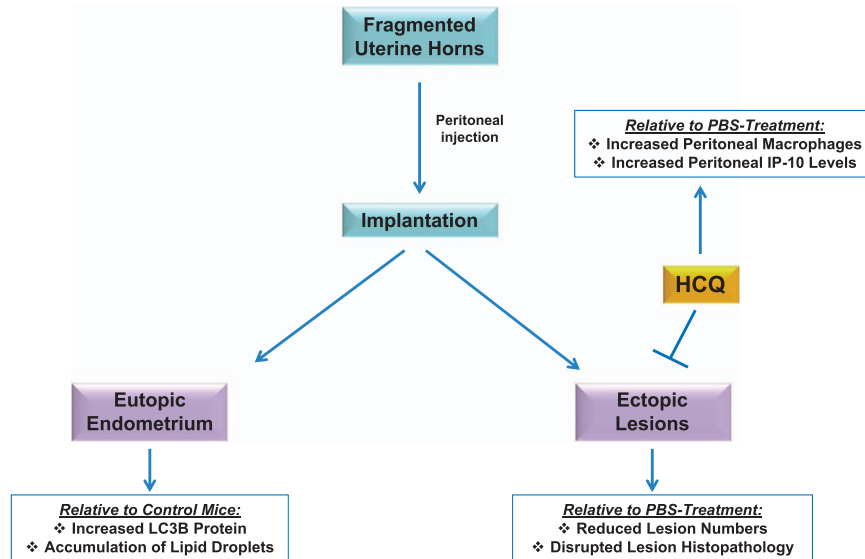 Fragmented
Uterine Horns
Peritoneal
injection
Relative to PBS-Treatment:
❖ Increased Peritoneal Macrophages
❖ Increased Peritoneal IP-10 Levels
Implantation
HCQ
Eutopic
Endometrium
Ectopic
Lesions
Relative to Control Mice:
❖ Increased LC3B Protein
❖ Accumulation of Lipid Droplets
Relative to PBS-Treatment:
❖ Reduced Lesion Numbers
❖ Disrupted Lesion Histopathology